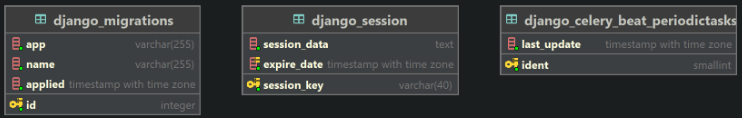 django_migrations
app varchar(255)
name varchar(255)
applied timestamp with time zone
id integer
django_session
session_data text
expire_date timestamp with time zone
session_key varchar(40)
django_celery_beat_periodictasks
last_update timestamp with time zone
ident smallint